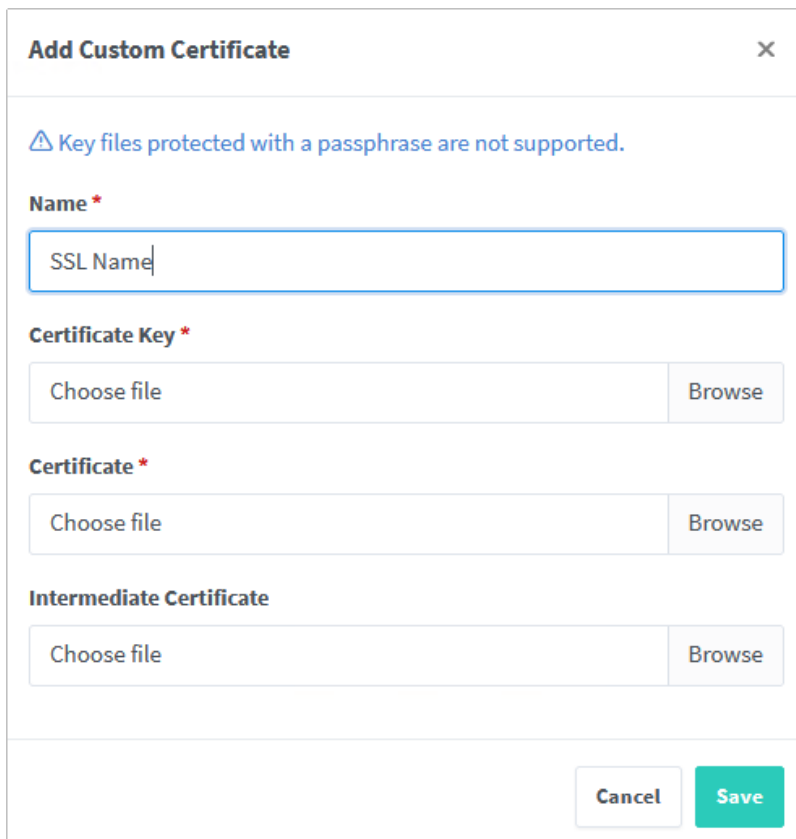 Add Custom Certificate ×
⚠ Key files protected with a passphrase are not supported.
Name *
SSL Name
Certificate Key *
Choose file Browse
Certificate *
Choose file Browse
Intermediate Certificate
Choose file Browse
Cancel Save